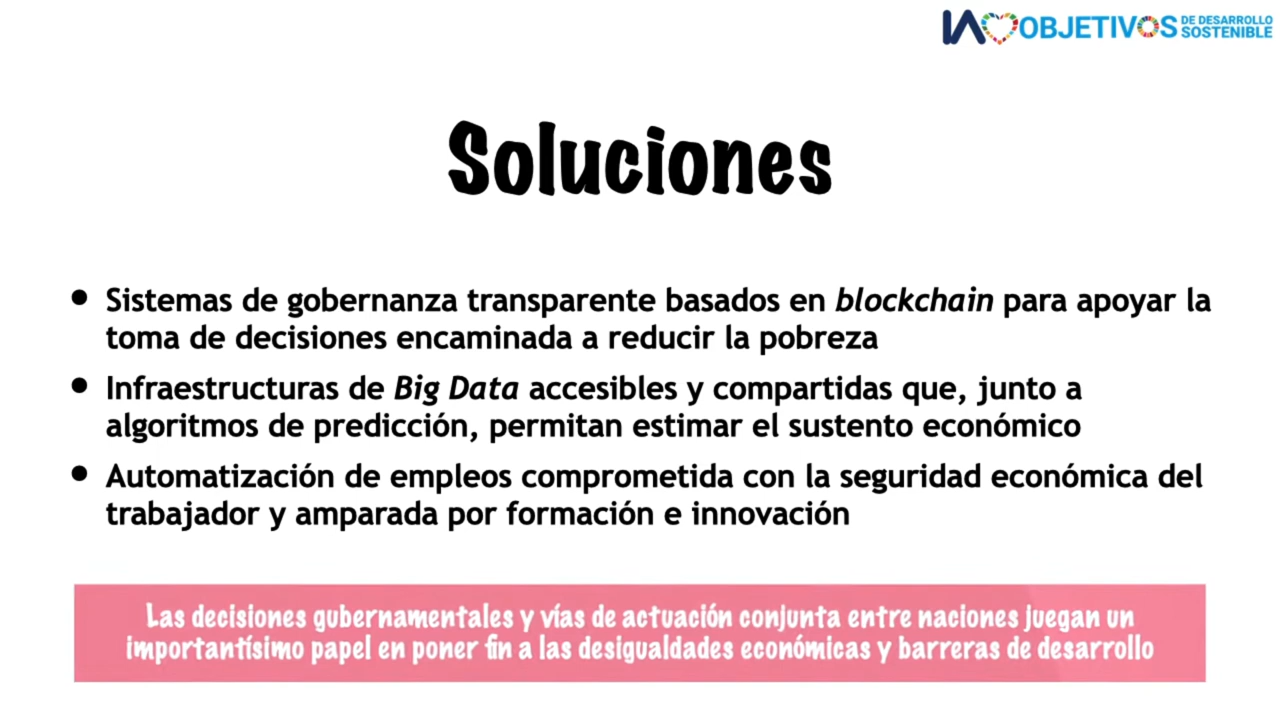 IA OBJETIVOS DE DESARROLLO
SOSTENIBLE
Soluciones
• Sistemas de gobernanza transparente basados en blockchain para apoyar la
toma de decisiones encaminada a reducir la pobreza
• Infraestructuras de Big Data accesibles y compartidas que, junto a
algoritmos de predicción, permitan estimar el sustento económico
• Automatización de empleos comprometida con la seguridad económica del
trabajador y amparada por formación e innovación
Las decisiones gubernamentales y vías de actuación conjunta entre naciones juegan un
importantísimo papel en poner fin a las desigualdades económicas y barreras de desarrollo